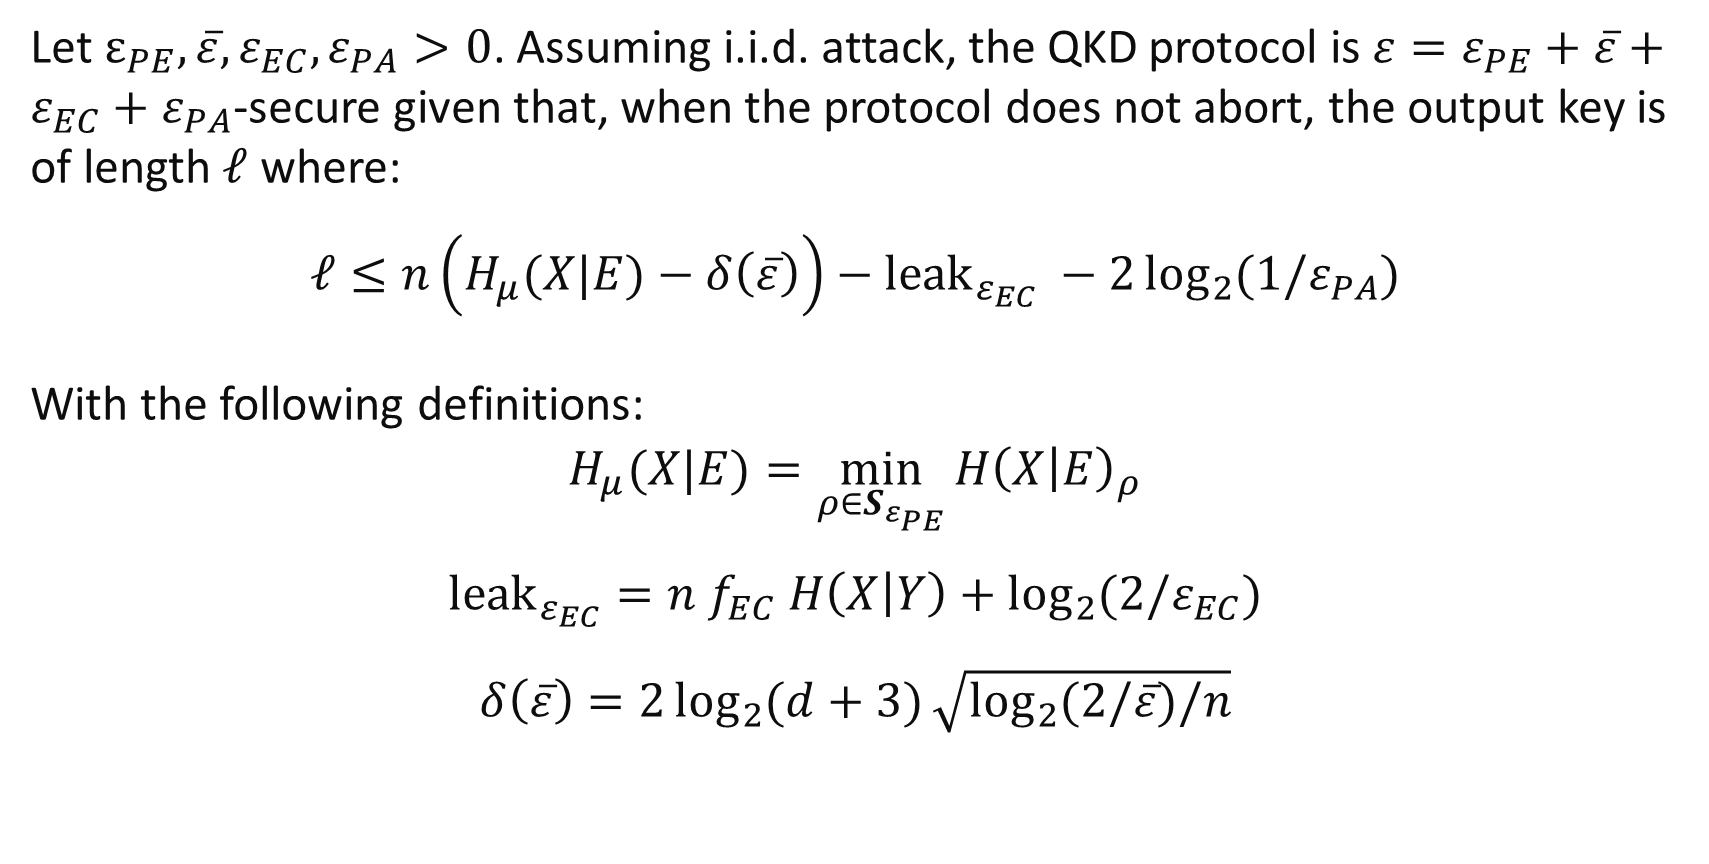 Let ε_PE, ε̄, ε_EC, ε_PA > 0. Assuming i.i.d. attack, the QKD protocol is ε = ε_PE + ε̄ +
ε_EC + ε_PA-secure given that, when the protocol does not abort, the output key is
of length ℓ where:
ℓ ≤ n(H_μ(X|E) − δ(ε̄)) − leak_ε_EC − 2 log₂(1/ε_PA)
With the following definitions:
H_μ(X|E) = min_{ρ∈S_ε_PE} H(X|E)_ρ
leak_ε_EC = n f_EC H(X|Y) + log₂(2/ε_EC)
δ(ε̄) = 2 log₂(d + 3) √(log₂(2/ε̄)/n)